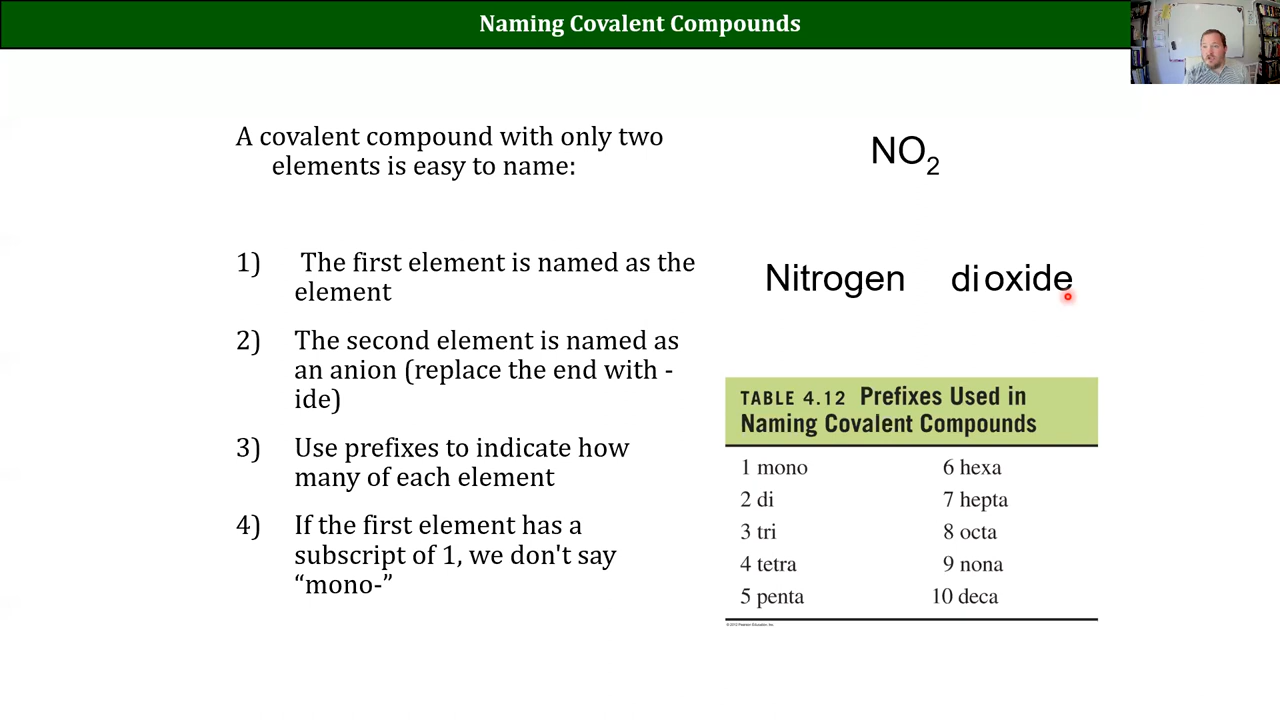 Naming Covalent Compounds
A covalent compound with only two
elements is easy to name:
NO₂
1) The first element is named as the
element
2) The second element is named as
an anion (replace the end with -
ide)
3) Use prefixes to indicate how
many of each element
4) If the first element has a
subscript of 1, we don't say
“mono-”
Nitrogen dioxide
TABLE 4.12 Prefixes Used in
Naming Covalent Compounds
1 mono 6 hexa
2 di 7 hepta
3 tri 8 octa
4 tetra 9 nona
5 penta 10 deca